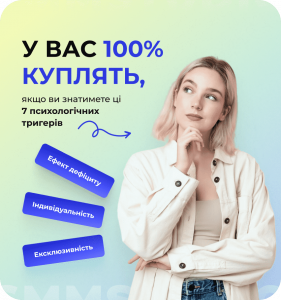 У ВАС 100%
КУПЛЯТЬ,
якщо ви знатимете ці
7 психологічних
тригерів
Ефект дефіциту
Індивідуальність
Ексклюзивність